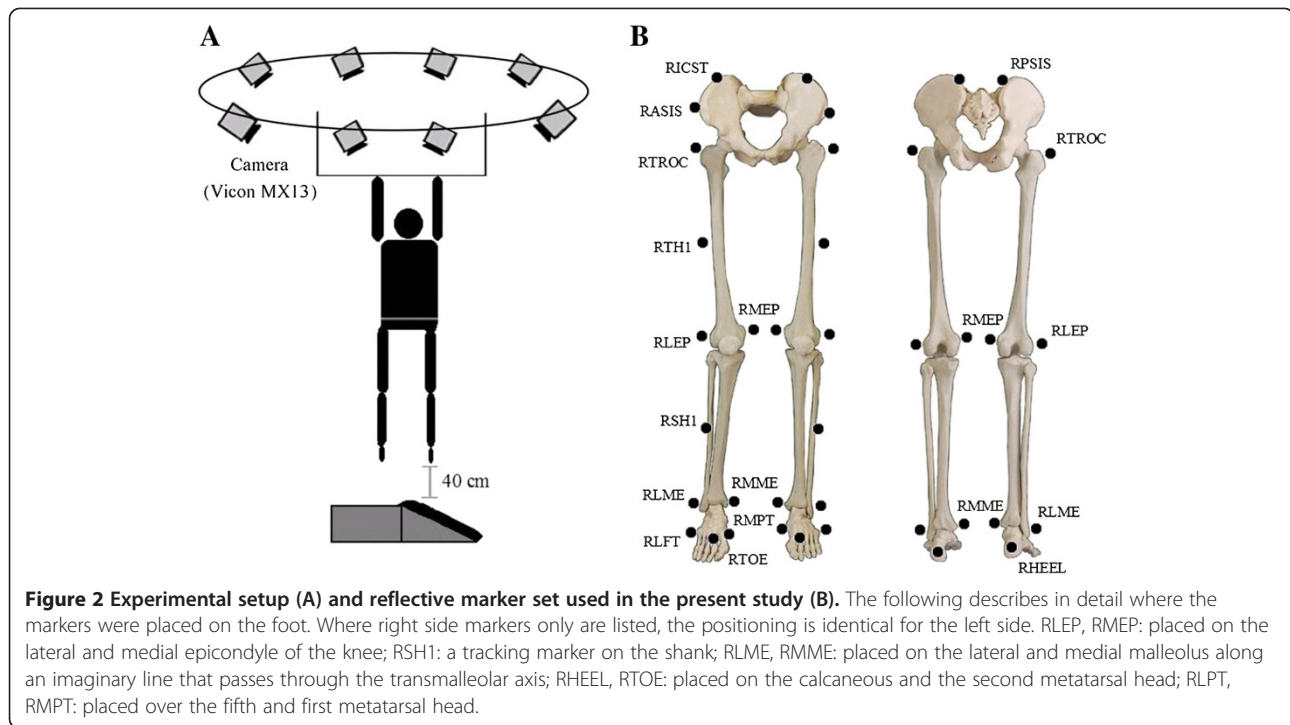 A
Camera
(Vicon MX13)
40 cm
B
RICST
RPSIS
RASIS
RTROC
RTROC
RTH1
RMEP
RMEP
RLEP
RLEP
RSH1
RLME
RMME
RMME
RLME
RMPT
RLFT
RTOE
RHEEL
Figure 2 Experimental setup (A) and reflective marker set used in the present study (B). The following describes in detail where the
markers were placed on the foot. Where right side markers only are listed, the positioning is identical for the left side. RLEP, RMEP: placed on the
lateral and medial epicondyle of the knee; RSH1: a tracking marker on the shank; RLME, RMME: placed on the lateral and medial malleolus along
an imaginary line that passes through the transmalleolar axis; RHEEL, RTOE: placed on the calcaneous and the second metatarsal head; RLPT,
RMPT: placed over the fifth and first metatarsal head.